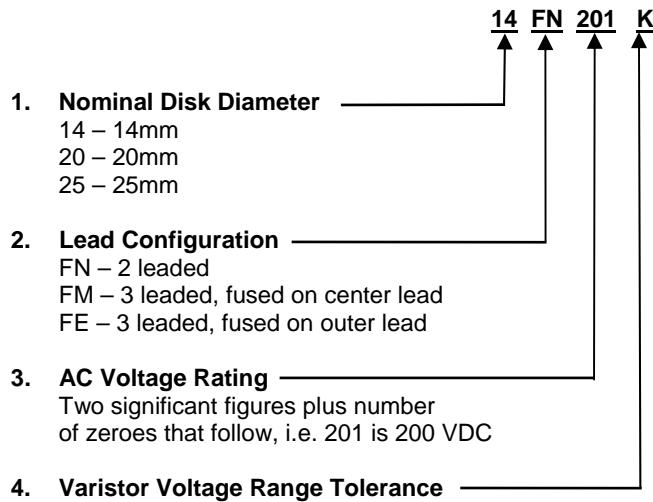 14 FN 201 K
1. Nominal Disk Diameter
14 – 14mm
20 – 20mm
25 – 25mm
2. Lead Configuration
FN – 2 leaded
FM – 3 leaded, fused on center lead
FE – 3 leaded, fused on outer lead
3. AC Voltage Rating
Two significant figures plus number
of zeroes that follow, i.e. 201 is 200 VDC
4. Varistor Voltage Range Tolerance